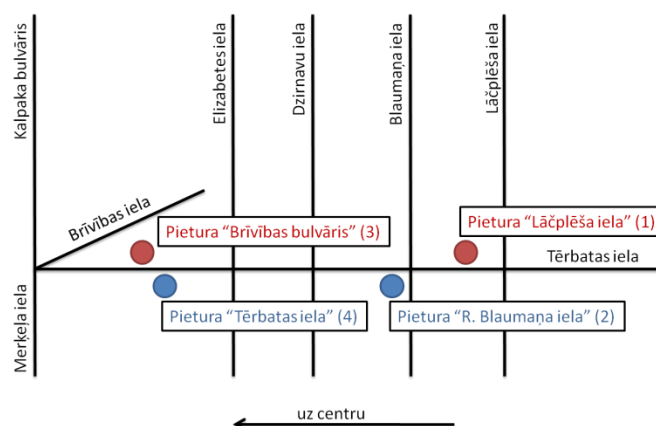 Kalpaka bulvāris
Elizabetes iela
Dzirnavu iela
Blaumaņa iela
Lāčplēša iela
Brīvības iela
Pietura “Brīvības bulvāris” (3)
Pietura “Lāčplēša iela” (1)
Tērbatas iela
Merķeļa iela
Pietura “Tērbatas iela” (4)
Pietura “R. Blaumaņa iela” (2)
uz centru